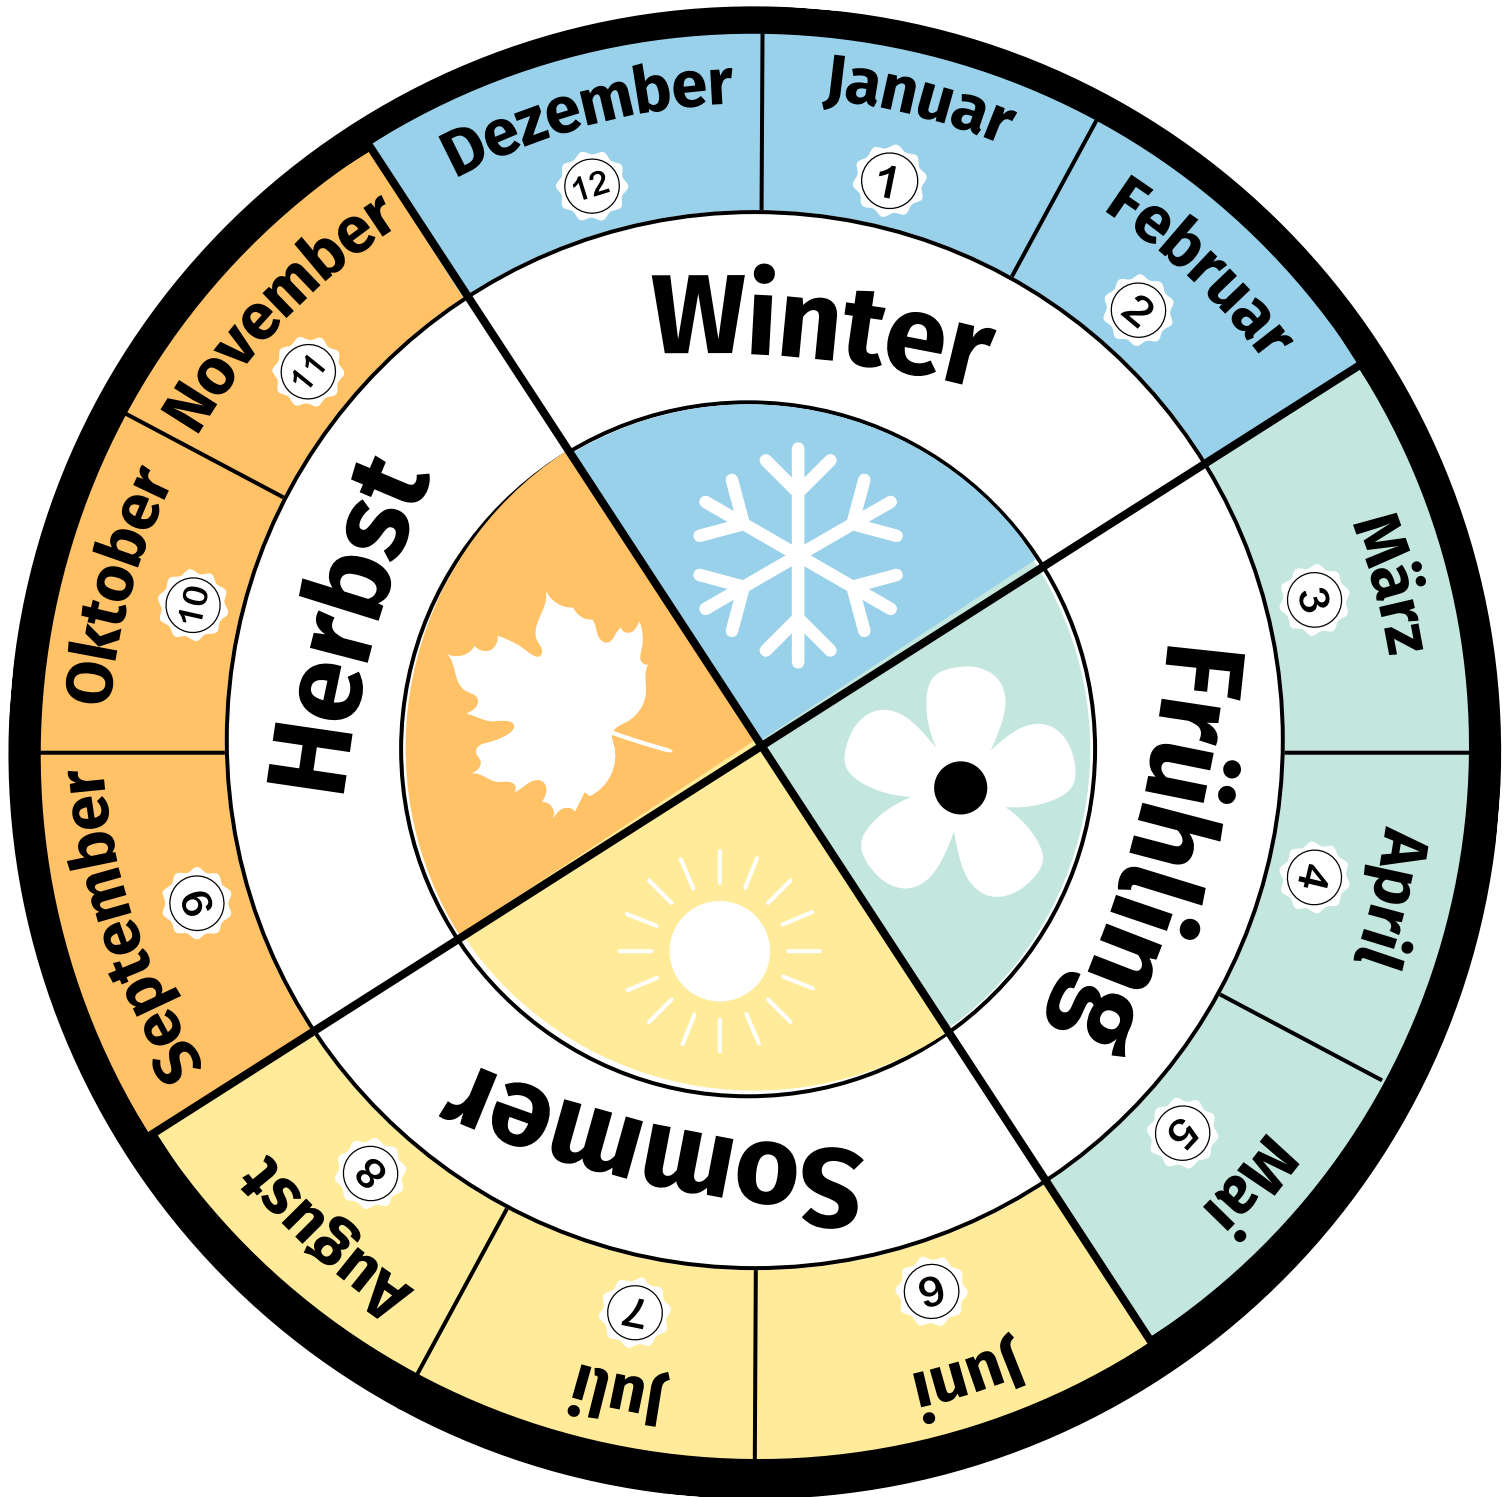 Januar
1
Februar
2
März
3
April
4
Mai
5
Juni
6
Juli
7
August
8
September
9
Oktober
10
November
11
Dezember
12
Winter
Frühling
Sommer
Herbst